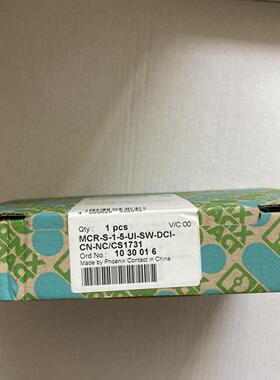 Qty.: 1 pcs V/C:00
MCR-S-1-5-UI-SW-DCI-
CN-NC/CS1731
Ord.No.: 10 30 01 6
Made by Phoenix Contact in China